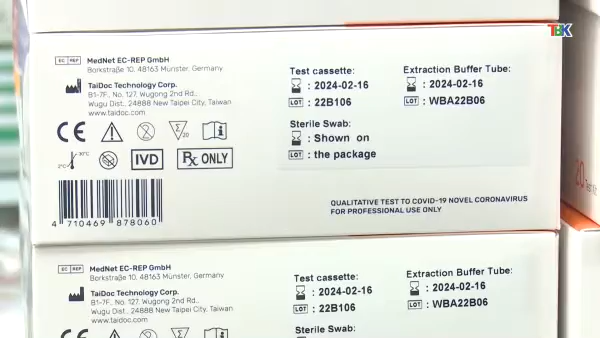 TBK
EC REP MedNet EC-REP GmbH
Borkstraße 10, 48163 Münster, Germany
TaiDoc Technology Corp.
B1-7F., No. 127, Wugong 2nd Rd.,
Wugu Dist., 24888 New Taipei City, Taiwan
www.taidoc.com
CE
20
2°C 30°C
IVD
Rx ONLY
4 710469 878060
Test cassette:
: 2024-02-16
LOT : 22B106
Sterile Swab:
: Shown on
LOT : the package
Extraction Buffer Tube:
: 2024-02-16
LOT : WBA22B06
QUALITATIVE TEST TO COVID-19 NOVEL CORONAVIRUS
FOR PROFESSIONAL USE ONLY
20 Test Kit
EC REP MedNet EC-REP GmbH
Borkstraße 10, 48163 Münster, Germany
TaiDoc Technology Corp.
B1-7F., No. 127, Wugong 2nd Rd.,
Wugu Dist., 24888 New Taipei City, Taiwan
www.taidoc.com
Test cassette:
: 2024-02-16
LOT : 22B106
Sterile Swab:
Extraction Buffer Tube:
: 2024-02-16
LOT : WBA22B06